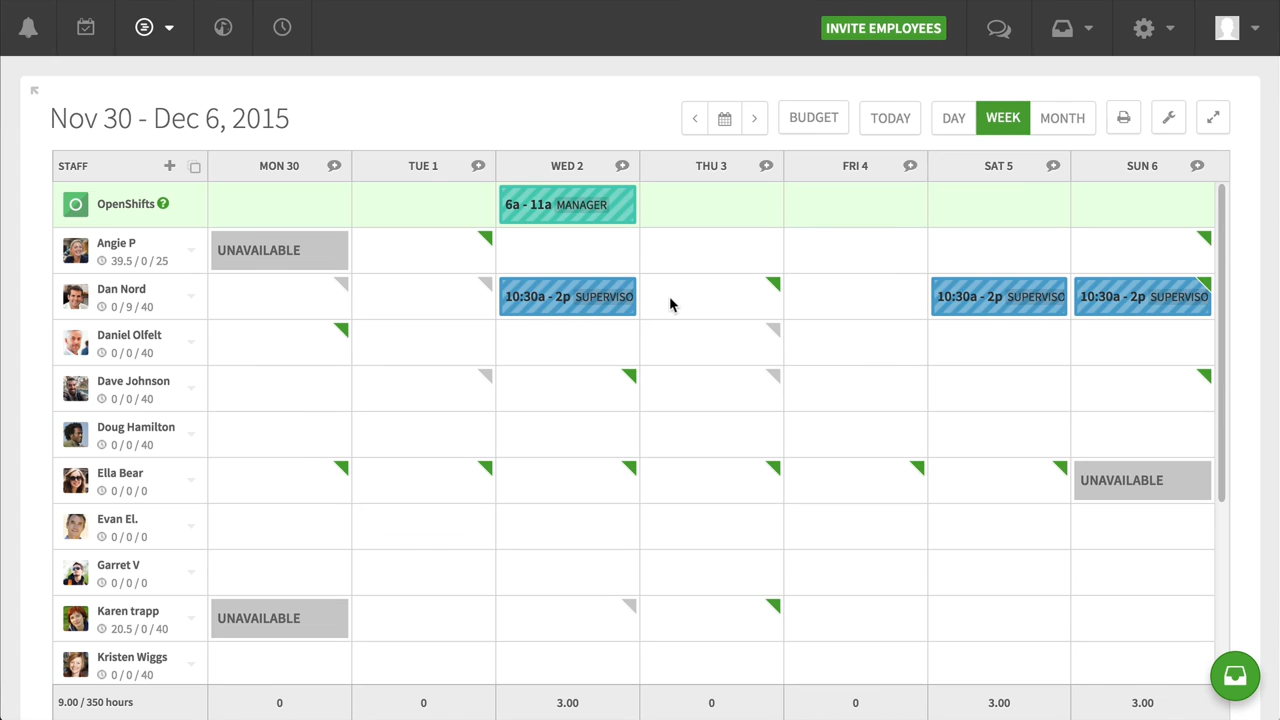 INVITE EMPLOYEES
Nov 30 - Dec 6, 2015
BUDGET
TODAY
DAY
WEEK
MONTH
STAFF
MON 30
TUE 1
WED 2
THU 3
FRI 4
SAT 5
SUN 6
OpenShifts ?
6a - 11a MANAGER
Angie P
39.5 / 0 / 25
UNAVAILABLE
Dan Nord
0 / 9 / 40
10:30a - 2p SUPERVISO
10:30a - 2p SUPERVISO
10:30a - 2p SUPERVISO
Daniel Olfelt
0 / 0 / 40
Dave Johnson
0 / 0 / 40
Doug Hamilton
0 / 0 / 40
Ella Bear
0 / 0 / 0
UNAVAILABLE
Evan El.
0 / 0 / 0
Garret V
0 / 0 / 0
Karen trapp
20.5 / 0 / 40
UNAVAILABLE
Kristen Wiggs
0 / 0 / 40
9.00 / 350 hours
0
0
3.00
0
0
3.00
3.00